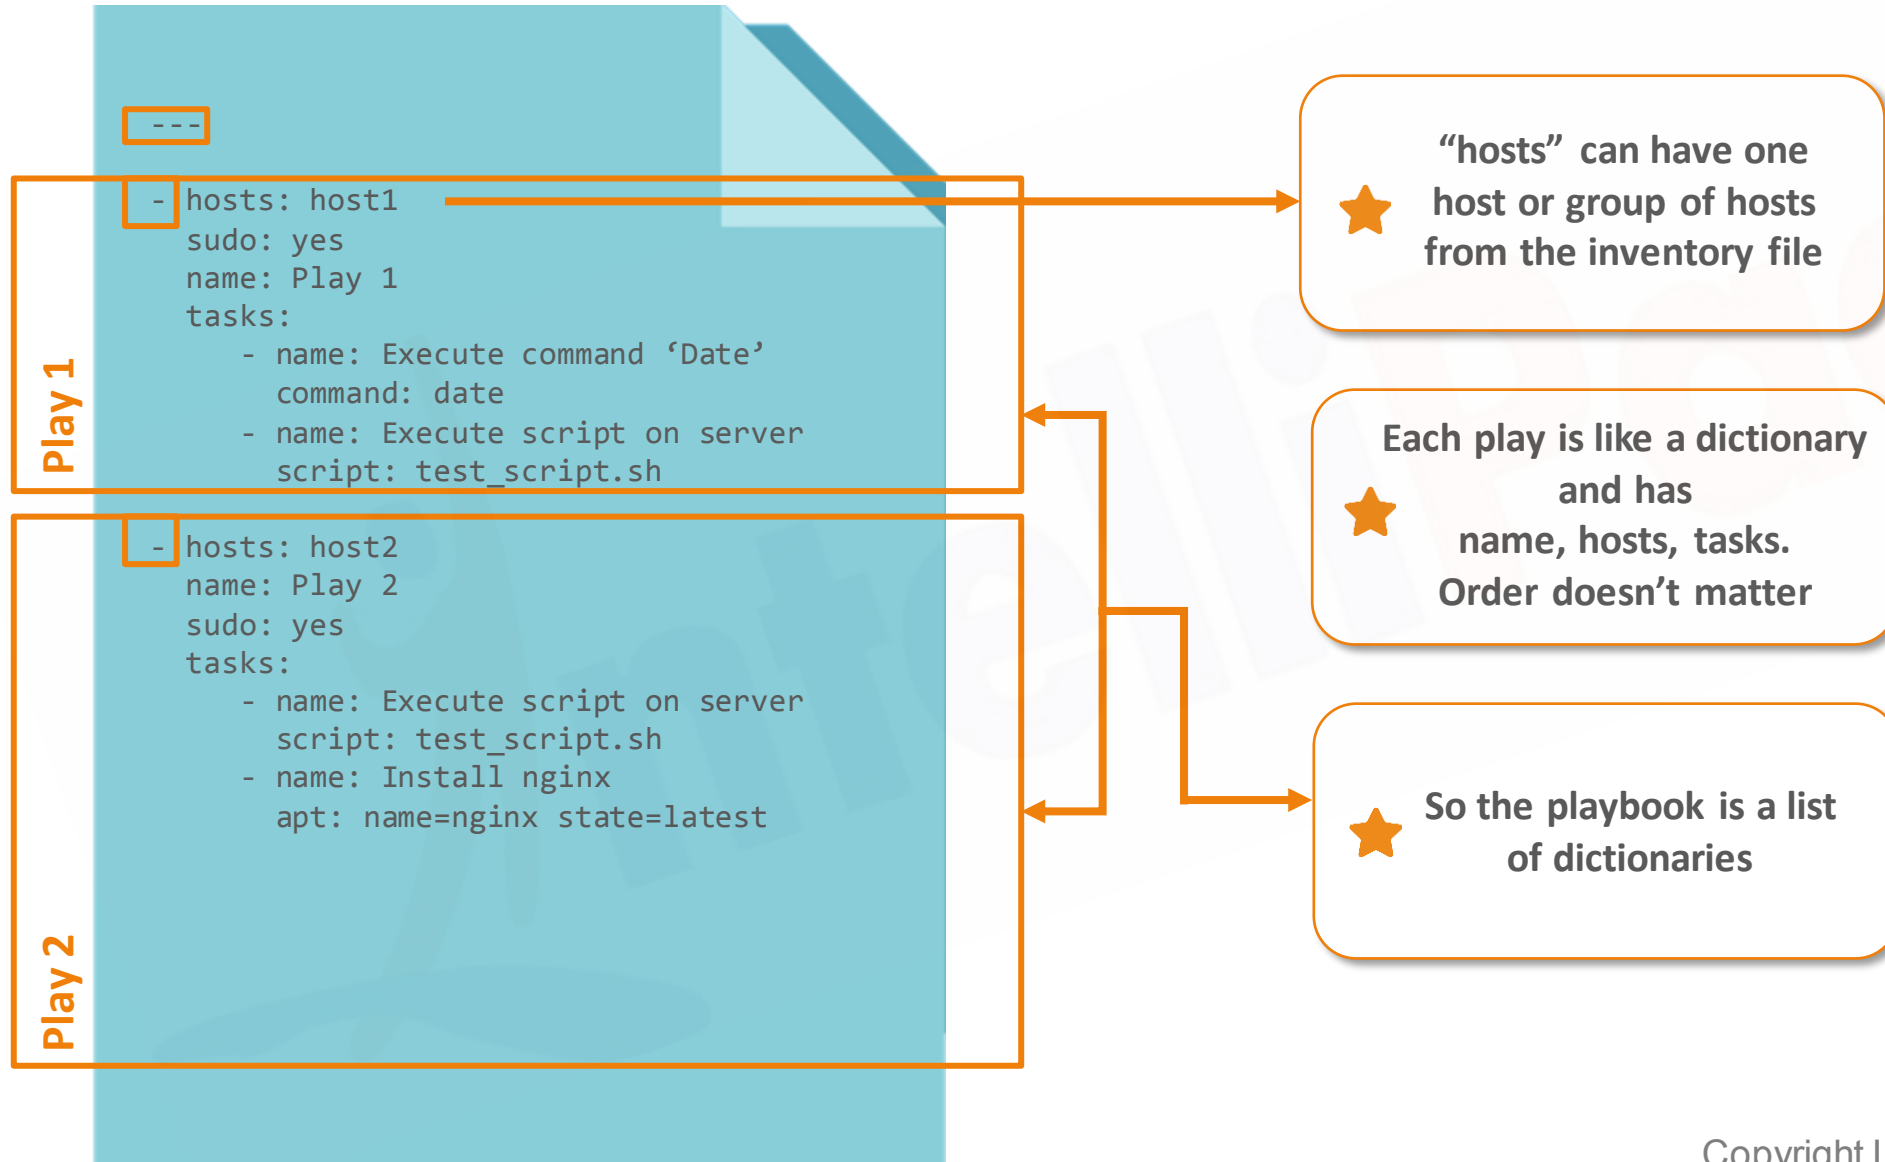 ---
- hosts: host1
sudo: yes
name: Play 1
tasks:
- name: Execute command ‘Date’
command: date
- name: Execute script on server
script: test_script.sh
Play 1
- hosts: host2
name: Play 2
sudo: yes
tasks:
- name: Execute script on server
script: test_script.sh
- name: Install nginx
apt: name=nginx state=latest
Play 2
“hosts” can have one
host or group of hosts
from the inventory file
Each play is like a dictionary
and has
name, hosts, tasks.
Order doesn’t matter
So the playbook is a list
of dictionaries
Copyright